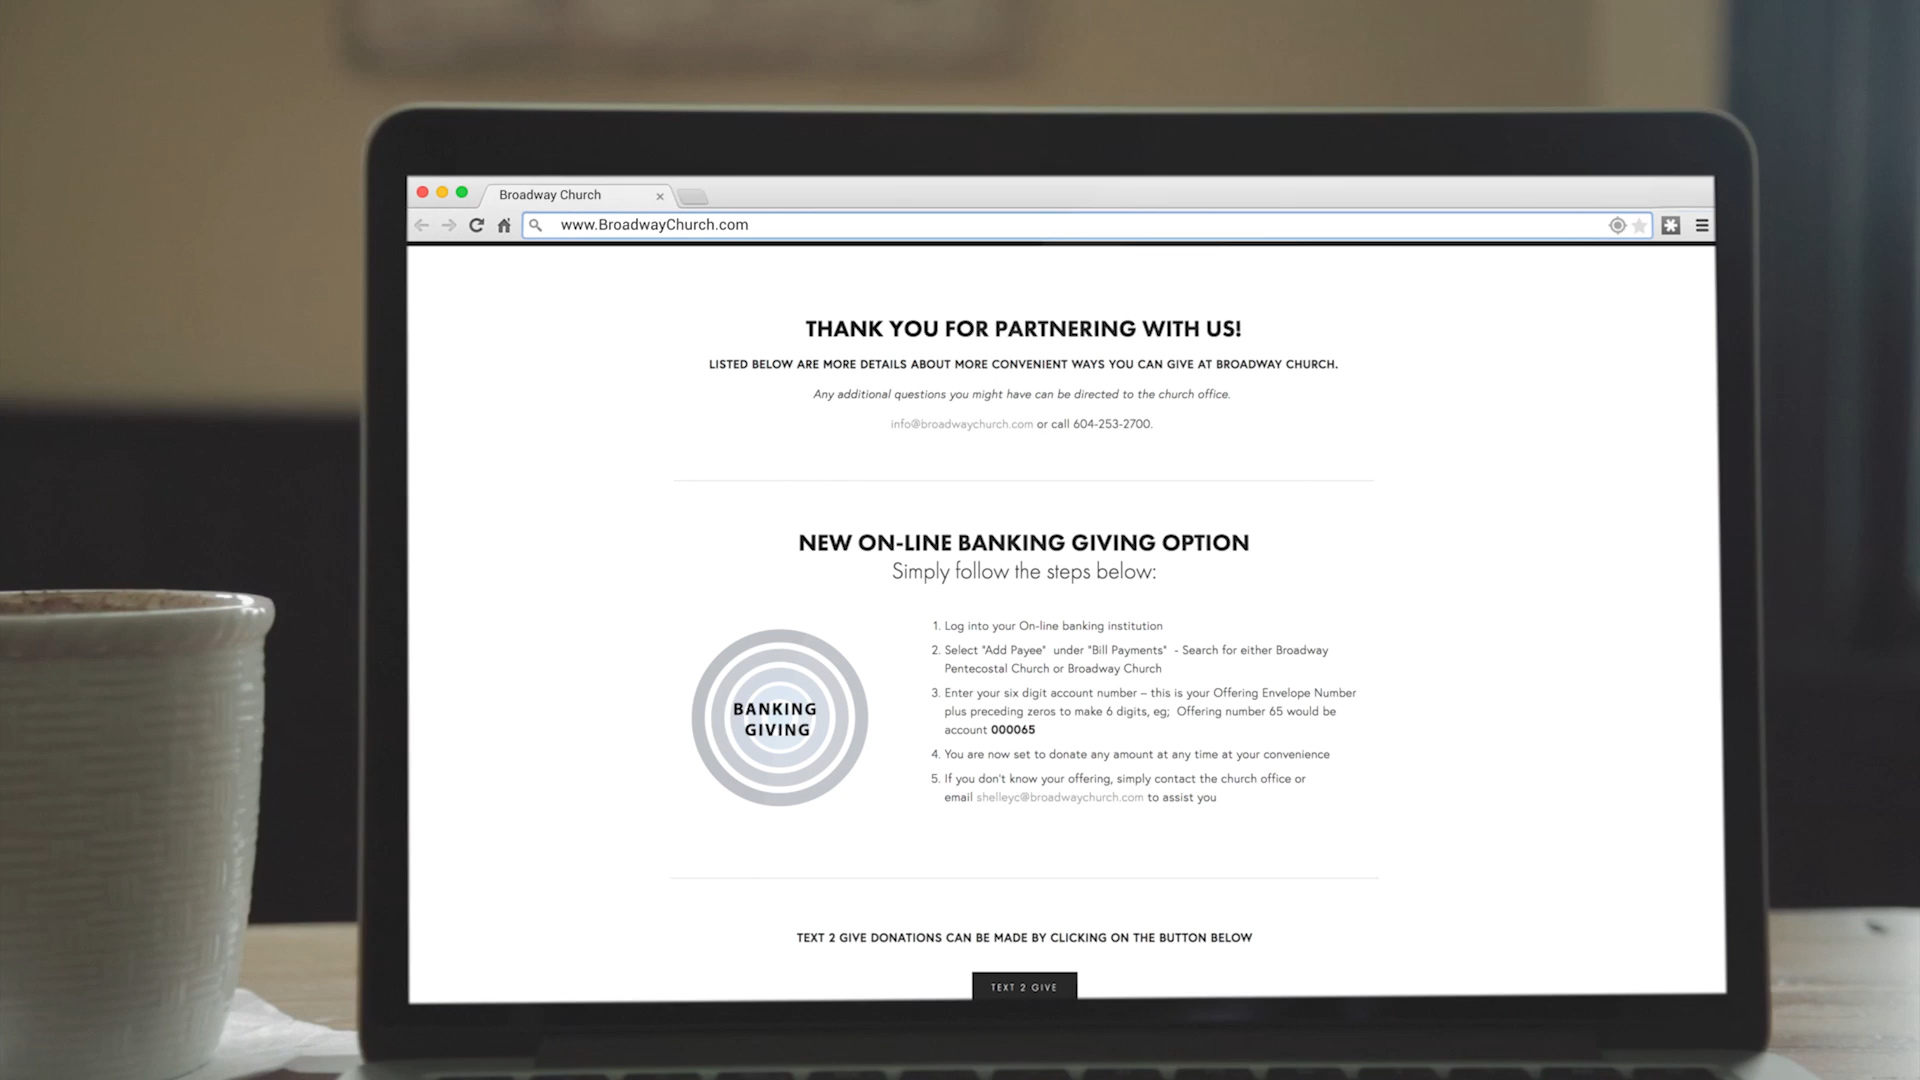 Broadway Church
www.BroadwayChurch.com
THANK YOU FOR PARTNERING WITH US!
LISTED BELOW ARE MORE DETAILS ABOUT MORE CONVENIENT WAYS YOU CAN GIVE AT BROADWAY CHURCH.
Any additional questions you might have can be directed to the church office.
info@broadwaychurch.com or call 604-253-2700.
NEW ON-LINE BANKING GIVING OPTION
Simply follow the steps below:
BANKING
GIVING
1. Log into your On-line banking institution
2. Select "Add Payee" under "Bill Payments" - Search for either Broadway
Pentecostal Church or Broadway Church
3. Enter your six digit account number – this is your Offering Envelope Number
plus preceding zeros to make 6 digits, eg; Offering number 65 would be
account 000065
4. You are now set to donate any amount at any time at your convenience
5. If you don't know your offering, simply contact the church office or
email shelleyc@broadwaychurch.com to assist you
TEXT 2 GIVE DONATIONS CAN BE MADE BY CLICKING ON THE BUTTON BELOW
TEXT 2 GIVE